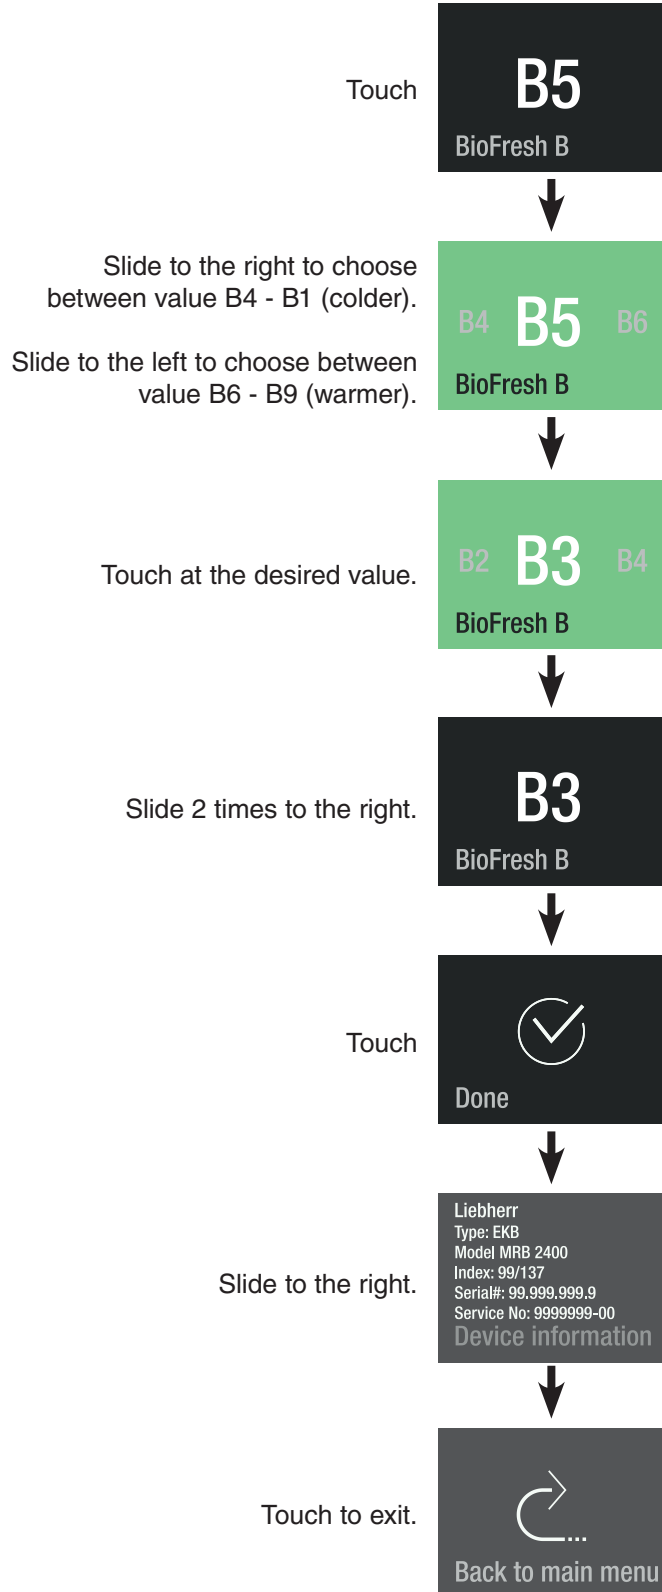 Touch
B5
BioFresh B
Slide to the right to choose
between value B4 - B1 (colder).
Slide to the left to choose between
value B6 - B9 (warmer).
B4 B5 B6
BioFresh B
Touch at the desired value.
B2 B3 B4
BioFresh B
Slide 2 times to the right.
B3
BioFresh B
Touch
Done
Slide to the right.
Liebherr
Type: EKB
Model MRB 2400
Index: 99/137
Serial#: 99.999.999.9
Service No: 9999999-00
Device information
Touch to exit.
Back to main menu